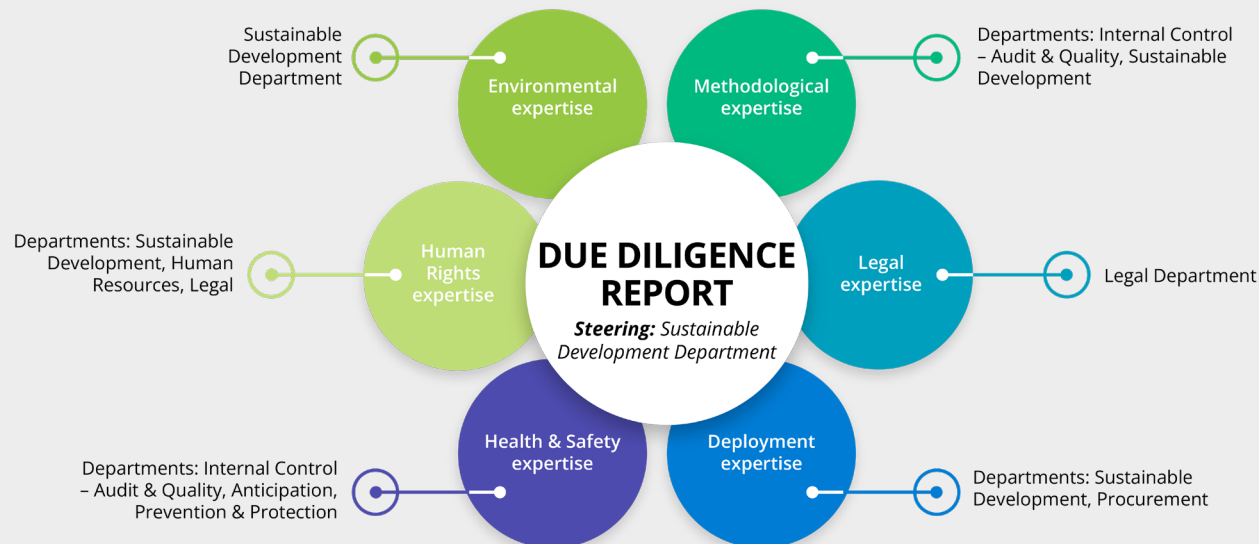 Sustainable
Development
Department
Environmental
expertise
Methodological
expertise
Departments: Internal Control
– Audit & Quality, Sustainable
Development
Departments: Sustainable
Development, Human
Resources, Legal
Human
Rights
expertise
DUE DILIGENCE
REPORT
Steering: Sustainable
Development Department
Legal
expertise
Legal Department
Departments: Internal Control
– Audit & Quality, Anticipation,
Prevention & Protection
Health & Safety
expertise
Deployment
expertise
Departments: Sustainable
Development, Procurement